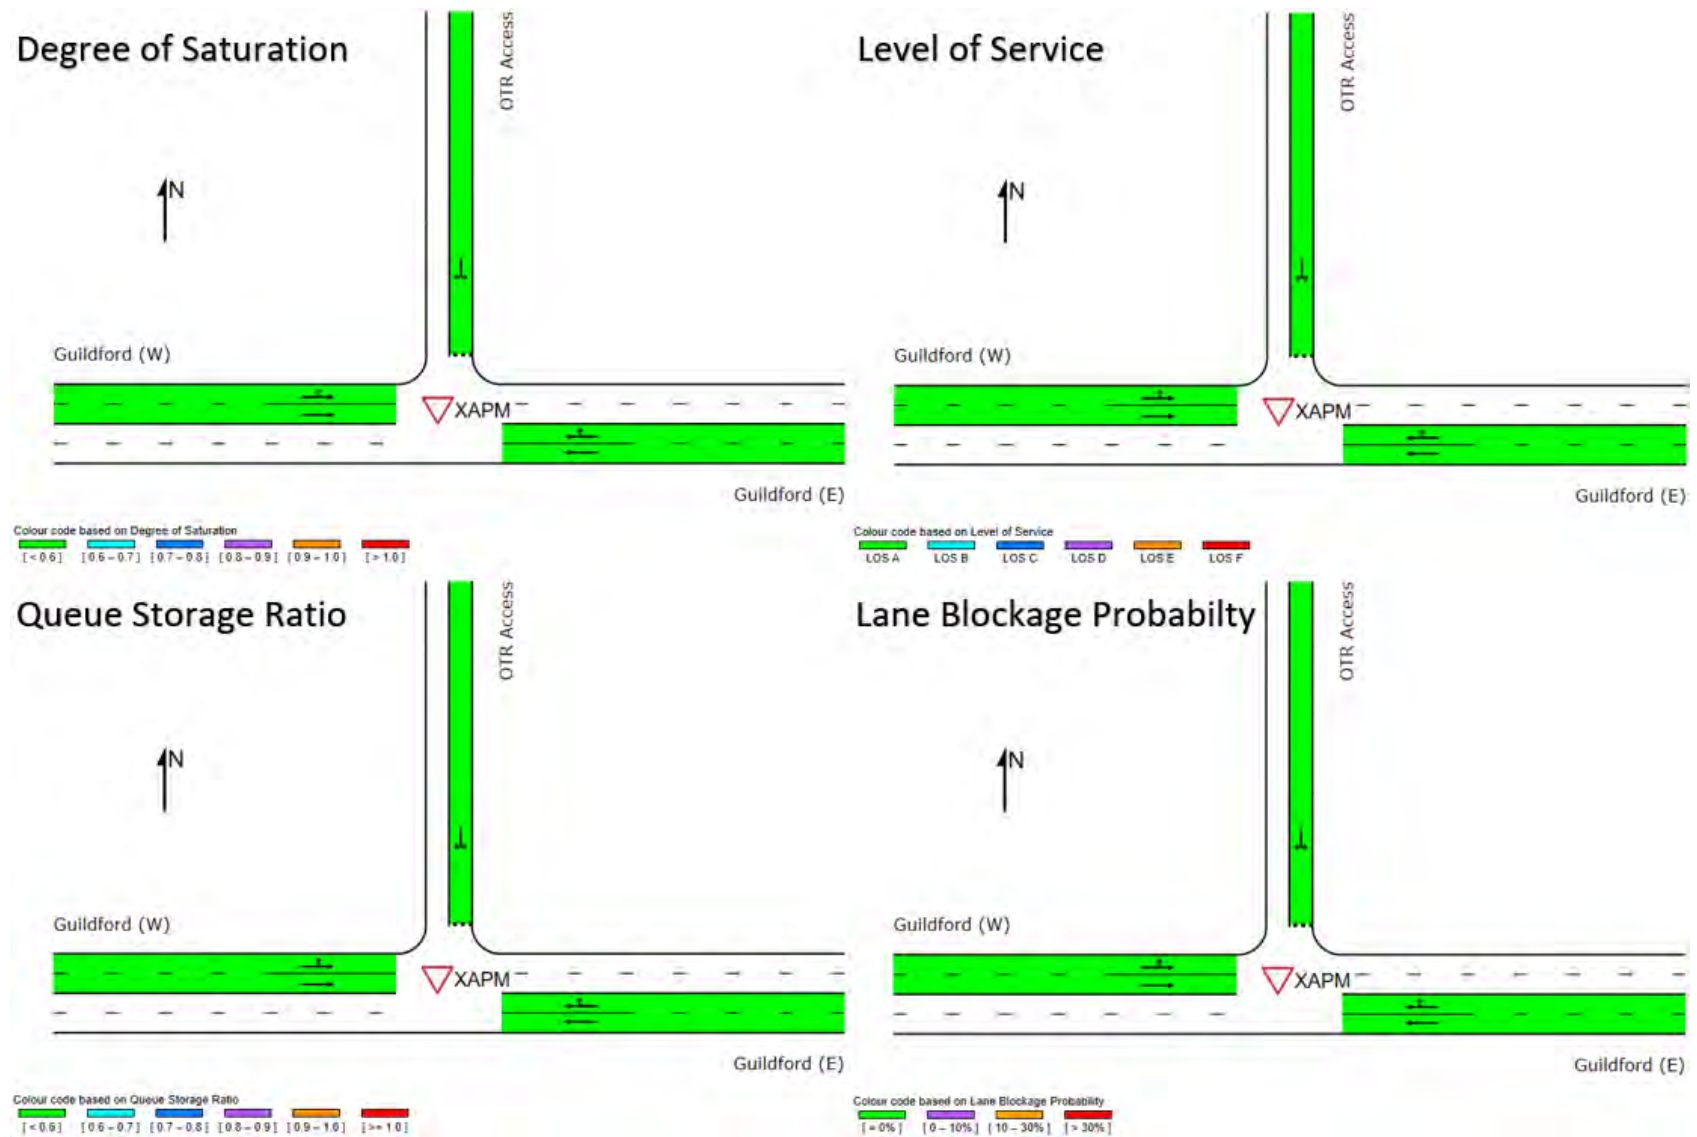 Degree of Saturation
OTR Access
N
Guildford (W)
XAPM
Guildford (E)
Colour code based on Degree of Saturation
[ < 0.6 ] [ 0.6 – 0.7 ] [ 0.7 – 0.8 ] [ 0.8 – 0.9 ] [ 0.9 – 1.0 ] [ > 1.0 ]
Level of Service
OTR Access
N
Guildford (W)
XAPM
Guildford (E)
Colour code based on Level of Service
LOS A LOS B LOS C LOS D LOS E LOS F
Queue Storage Ratio
OTR Access
N
Guildford (W)
XAPM
Guildford (E)
Colour code based on Queue Storage Ratio
[ < 0.6 ] [ 0.6 – 0.7 ] [ 0.7 – 0.8 ] [ 0.8 – 0.9 ] [ 0.9 – 1.0 ] [ >= 1.0 ]
Lane Blockage Probabilty
OTR Access
N
Guildford (W)
XAPM
Guildford (E)
Colour code based on Lane Blockage Probability
[ = 0% ] [ 0 – 10% ] [ 10 – 30% ] [ > 30% ]